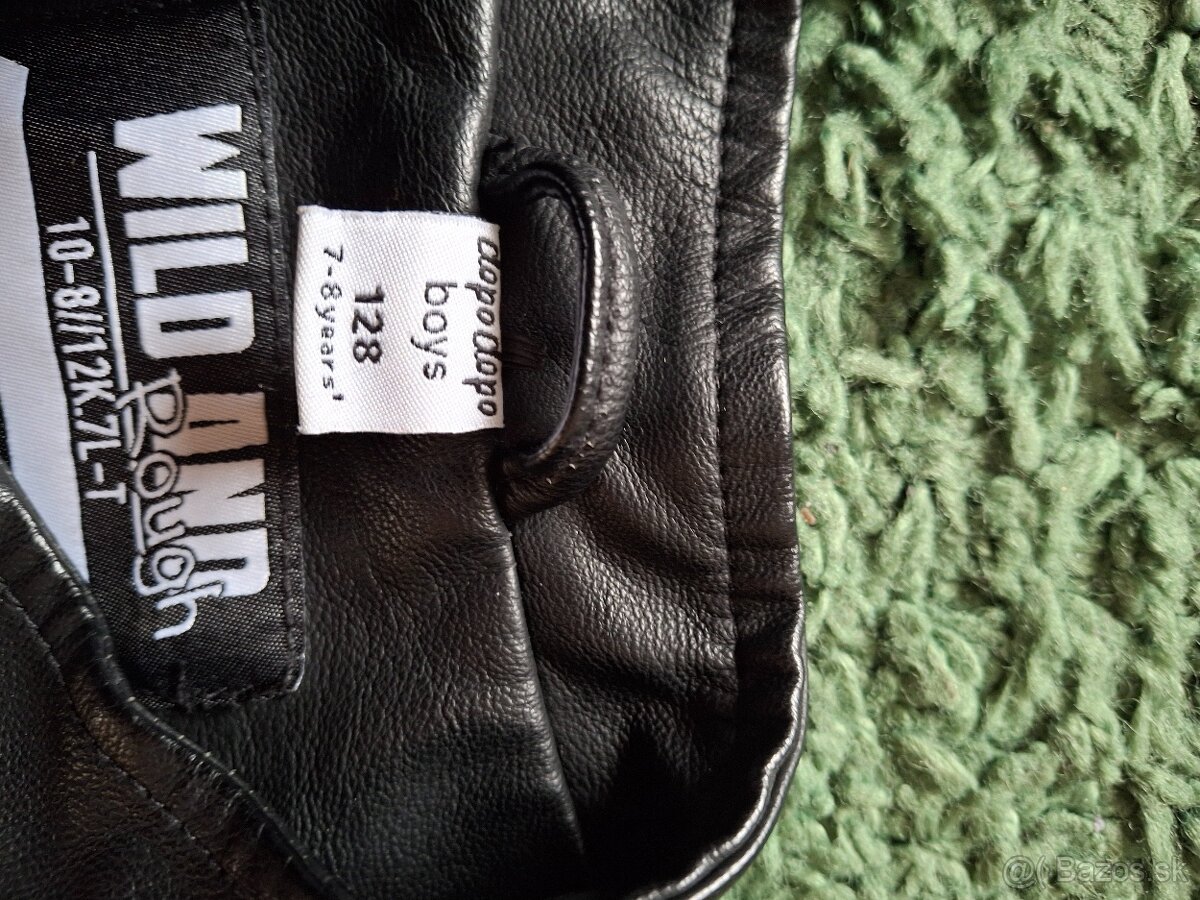 WILD AND
Rough
10-8//12K.7L-T
dopodopo
boys
128
7-8years'
@( Bazos.sk